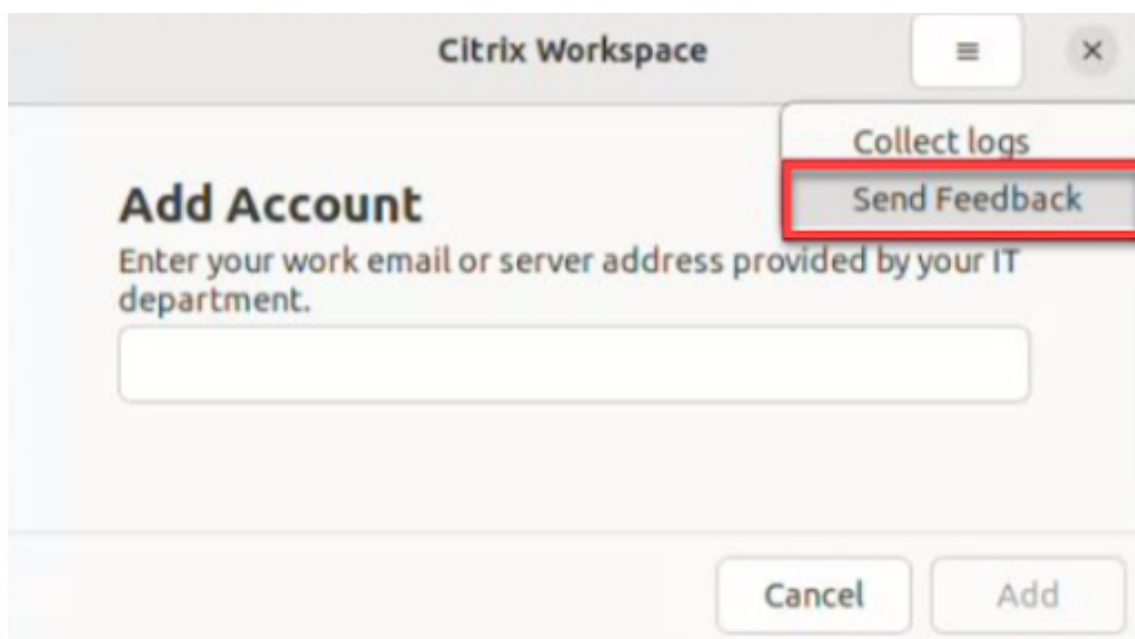 Citrix Workspace
Collect logs
Send Feedback
Add Account
Enter your work email or server address provided by your IT
department.
Cancel
Add